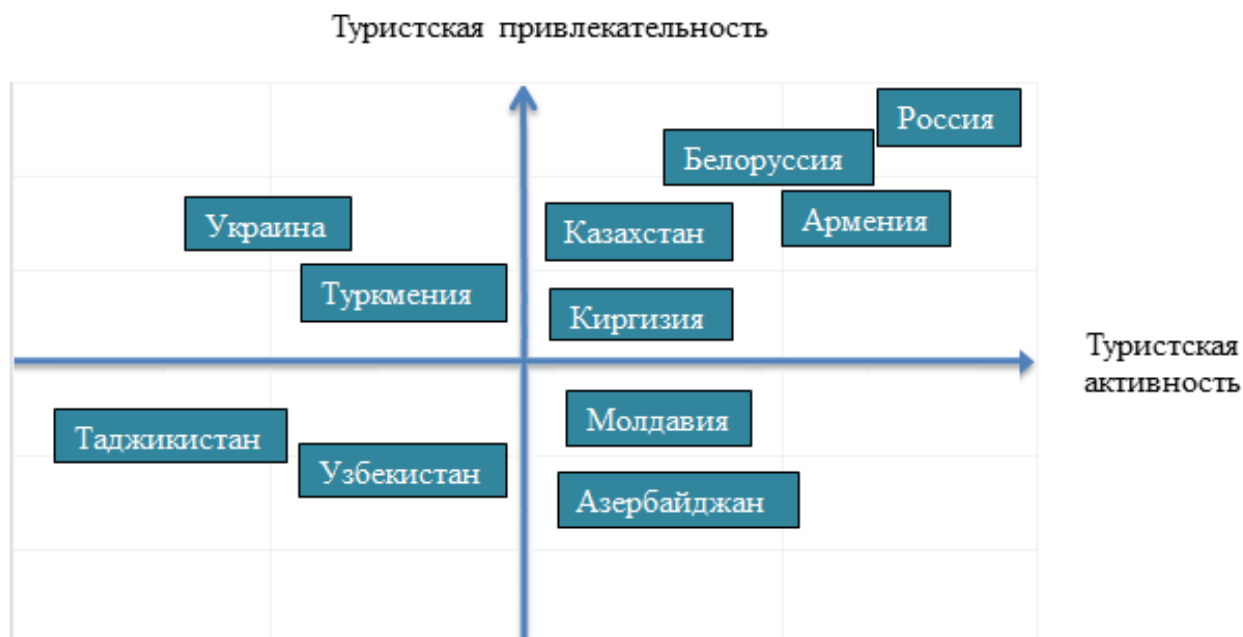 Туристская привлекательность
Россия
Белоруссия
Украина
Казахстан
Армения
Туркмения
Киргизия
Туристская
активность
Таджикистан
Молдавия
Узбекистан
Азербайджан